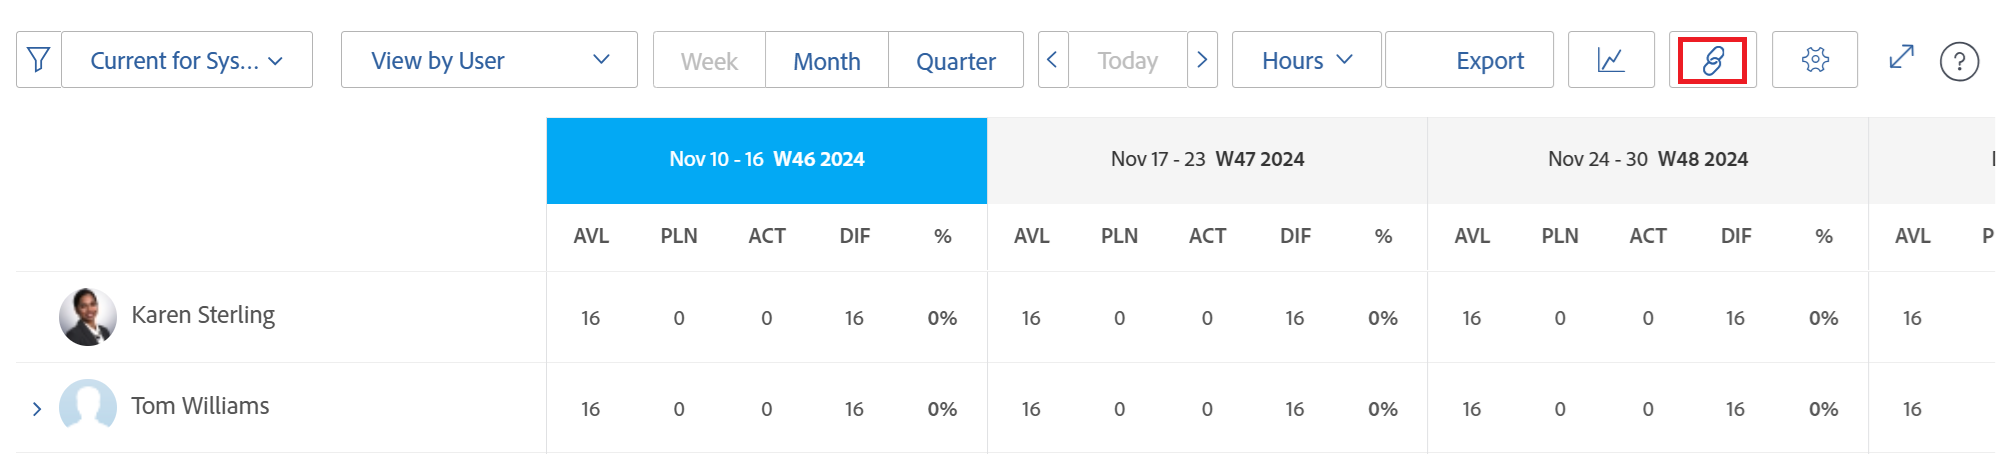 Current for Sys... View by User Week Month Quarter Today Hours Export ?
Nov 10 - 16 W46 2024 Nov 17 - 23 W47 2024 Nov 24 - 30 W48 2024
AVL PLN ACT DIF % AVL PLN ACT DIF % AVL PLN ACT DIF % AVL P
Karen Sterling 16 0 0 16 0% 16 0 0 16 0% 16 0 0 16 0% 16
Tom Williams 16 0 0 16 0% 16 0 0 16 0% 16 0 0 16 0% 16